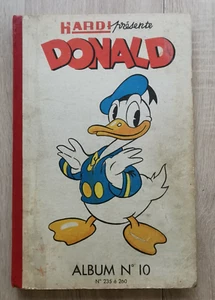 HARDI présente
DONALD
ALBUM N° 10
N° 235 à 260